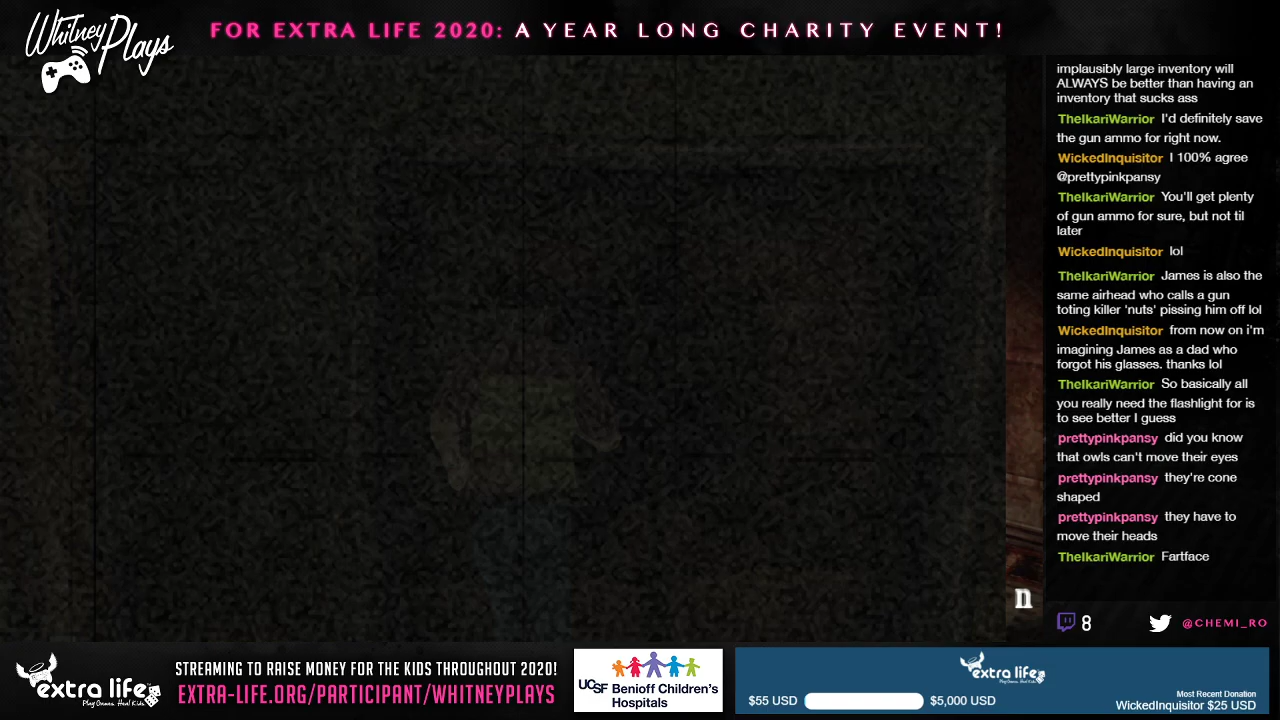 Whitney Plays
FOR EXTRA LIFE 2020: A YEAR LONG CHARITY EVENT!
implausibly large inventory will
ALWAYS be better than having an
inventory that sucks ass
TheIkariWarrior I'd definitely save
the gun ammo for right now.
WickedInquisitor I 100% agree
@prettypinkpansy
TheIkariWarrior You'll get plenty
of gun ammo for sure, but not til
later
WickedInquisitor lol
TheIkariWarrior James is also the
same airhead who calls a gun
toting killer 'nuts' pissing him off lol
WickedInquisitor from now on i'm
imagining James as a dad who
forgot his glasses. thanks lol
TheIkariWarrior So basically all
you really need the flashlight for is
to see better I guess
prettypinkpansy did you know
that owls can't move their eyes
prettypinkpansy they're cone
shaped
prettypinkpansy they have to
move their heads
TheIkariWarrior Fartface
n
8 @CHEMI_RO
extra life
Play Games. Heal Kids.
STREAMING TO RAISE MONEY FOR THE KIDS THROUGHOUT 2020!
EXTRA-LIFE.ORG/PARTICIPANT/WHITNEYPLAYS
UCSF Benioff Children's
Hospitals
extra life
Play Games. Heal Kids.
$55 USD $5,000 USD
Most Recent Donation
WickedInquisitor $25 USD